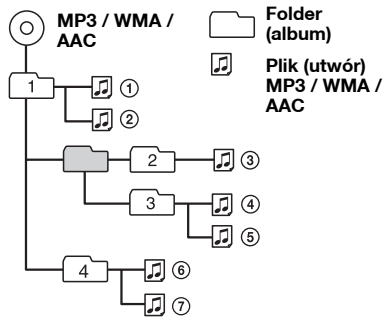 MP3 / WMA /
AAC
Folder
(album)
Plik (utwór)
MP3 / WMA /
AAC
1
①
②
2
③
3
④
⑤
4
⑥
⑦